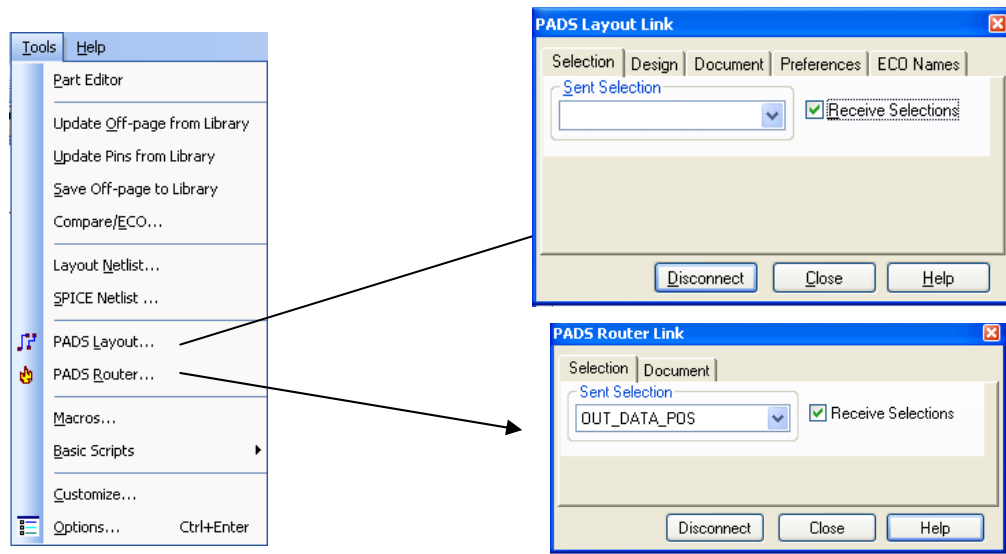 Tools Help
Part Editor
Update Off-page from Library
Update Pins from Library
Save Off-page to Library
Compare/ECO...
Layout Netlist...
SPICE Netlist ...
PADS Layout...
PADS Router...
Macros...
Basic Scripts
Customize...
Options... Ctrl+Enter
PADS Layout Link
Selection Design Document Preferences ECO Names
Sent Selection
Receive Selections
Disconnect Close Help
PADS Router Link
Selection Document
Sent Selection
OUT_DATA_POS Receive Selections
Disconnect Close Help